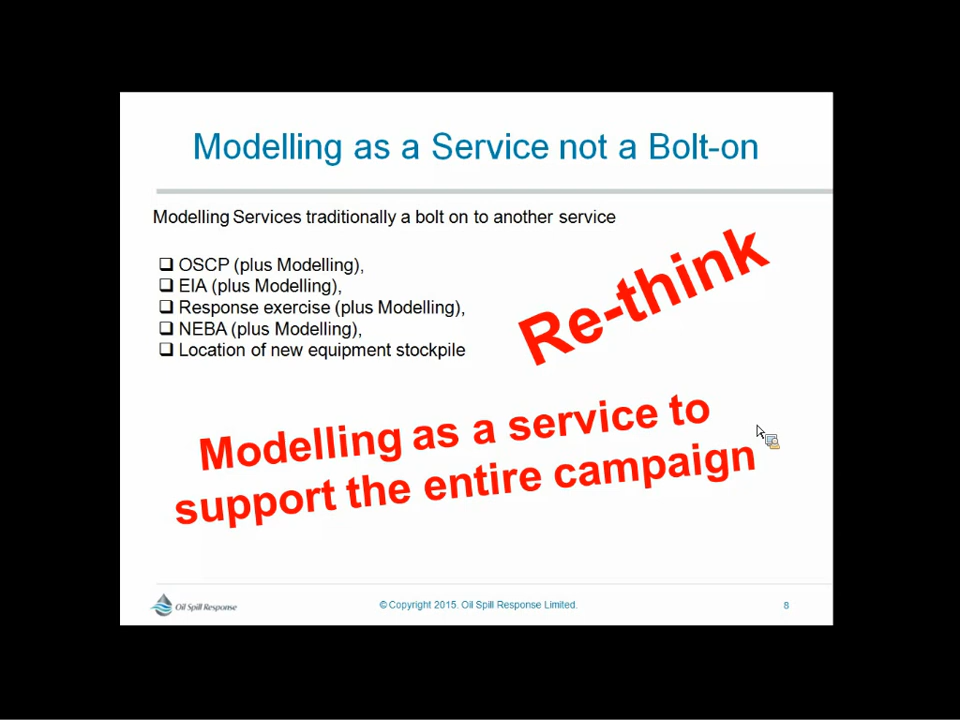 Modelling as a Service not a Bolt-on
Modelling Services traditionally a bolt on to another service
OSCP (plus Modelling),
EIA (plus Modelling),
Response exercise (plus Modelling),
NEBA (plus Modelling),
Location of new equipment stockpile
Re-think
Modelling as a service to
support the entire campaign
Oil Spill Response
© Copyright 2015. Oil Spill Response Limited.
8